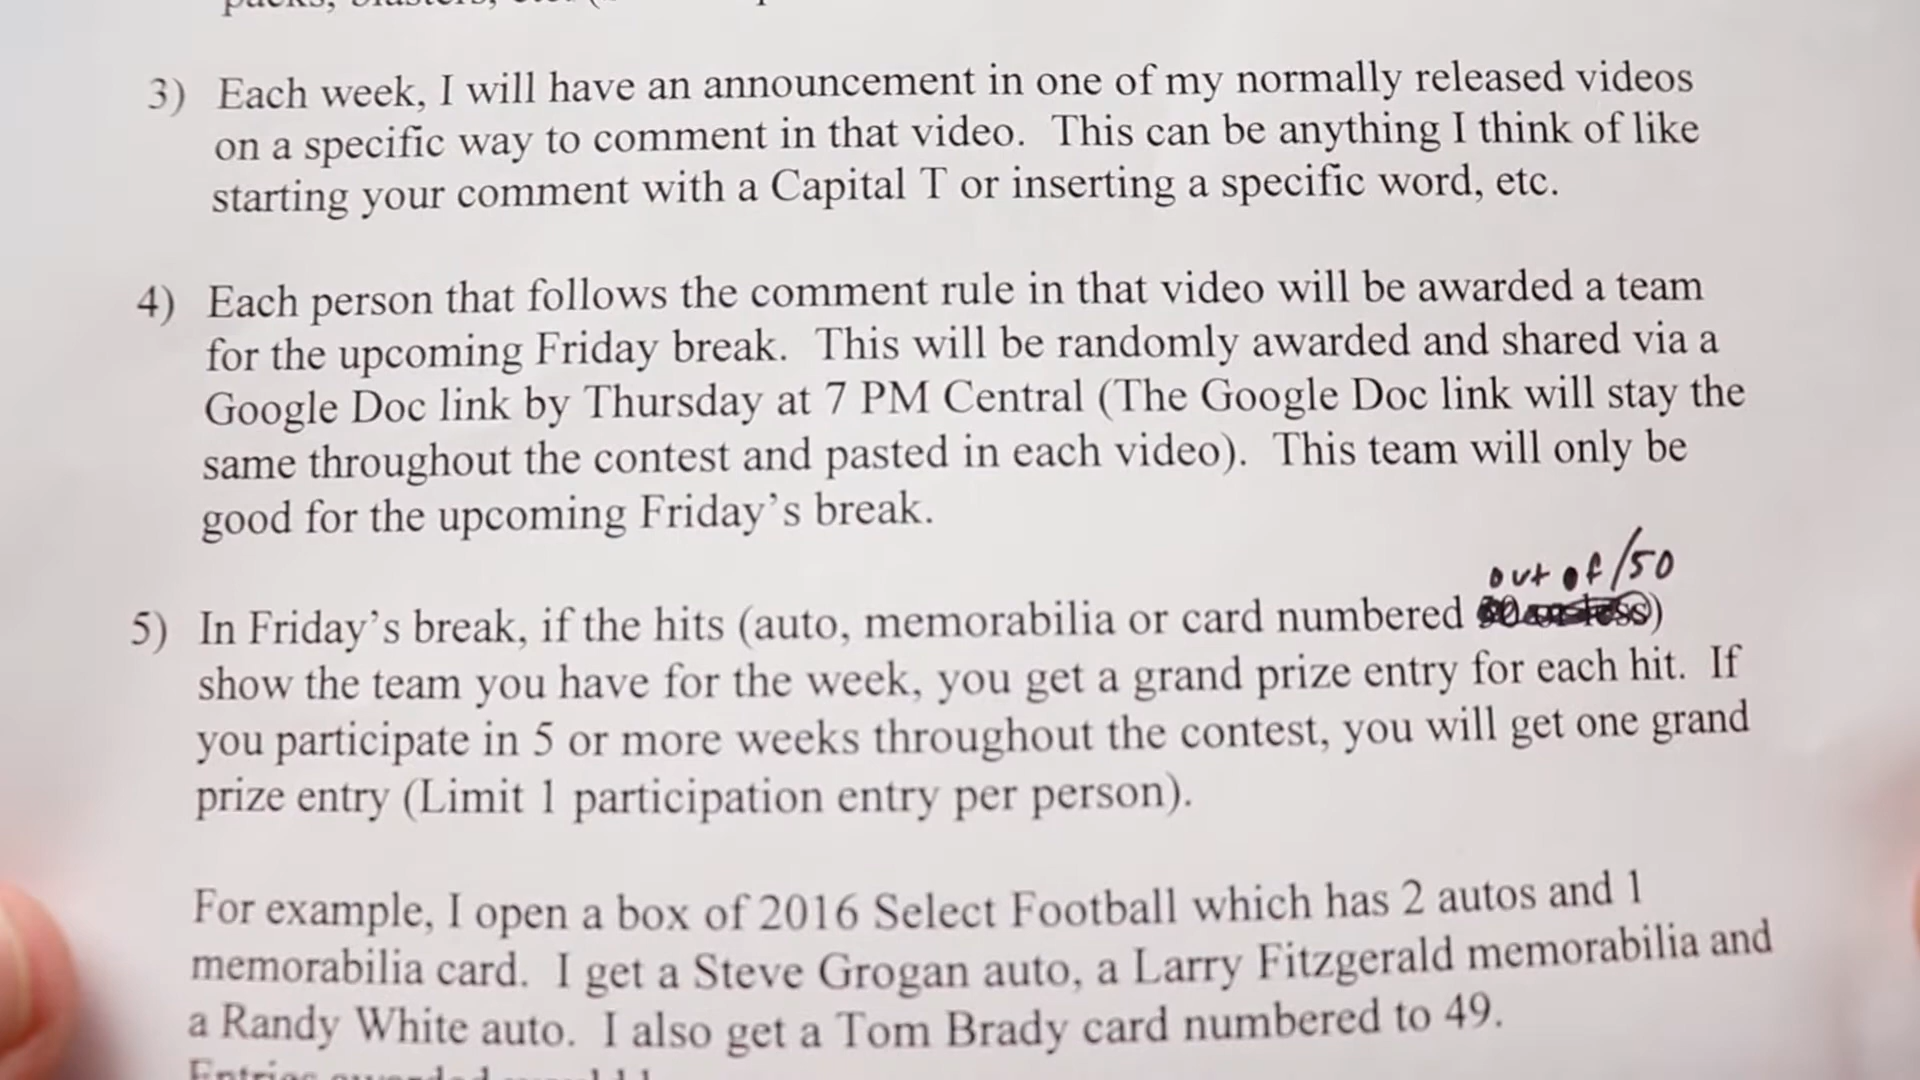 3) Each week, I will have an announcement in one of my normally released videos
on a specific way to comment in that video. This can be anything I think of like
starting your comment with a Capital T or inserting a specific word, etc.
4) Each person that follows the comment rule in that video will be awarded a team
for the upcoming Friday break. This will be randomly awarded and shared via a
Google Doc link by Thursday at 7 PM Central (The Google Doc link will stay the
same throughout the contest and pasted in each video). This team will only be
good for the upcoming Friday's break.
out of /50
5) In Friday's break, if the hits (auto, memorabilia or card numbered )
show the team you have for the week, you get a grand prize entry for each hit. If
you participate in 5 or more weeks throughout the contest, you will get one grand
prize entry (Limit 1 participation entry per person).
For example, I open a box of 2016 Select Football which has 2 autos and 1
memorabilia card. I get a Steve Grogan auto, a Larry Fitzgerald memorabilia and
a Randy White auto. I also get a Tom Brady card numbered to 49.